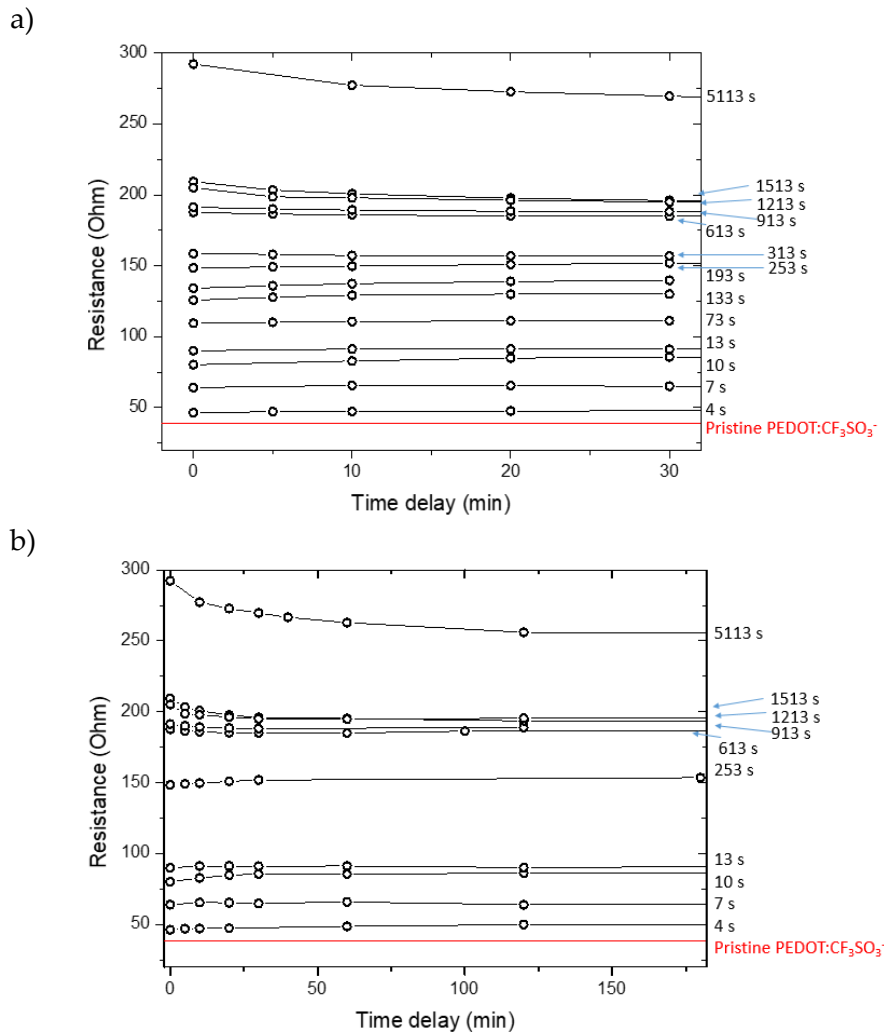 a)
300
250
200
150
100
50
Resistance (Ohm)
5113 s
1513 s
1213 s
913 s
613 s
313 s
253 s
193 s
133 s
73 s
13 s
10 s
7 s
4 s
Pristine PEDOT:CF₃SO₃⁻
0 10 20 30
Time delay (min)
b)
300
250
200
150
100
50
Resistance (Ohm)
5113 s
1513 s
1213 s
913 s
613 s
253 s
13 s
10 s
7 s
4 s
Pristine PEDOT:CF₃SO₃⁻
0 50 100 150
Time delay (min)